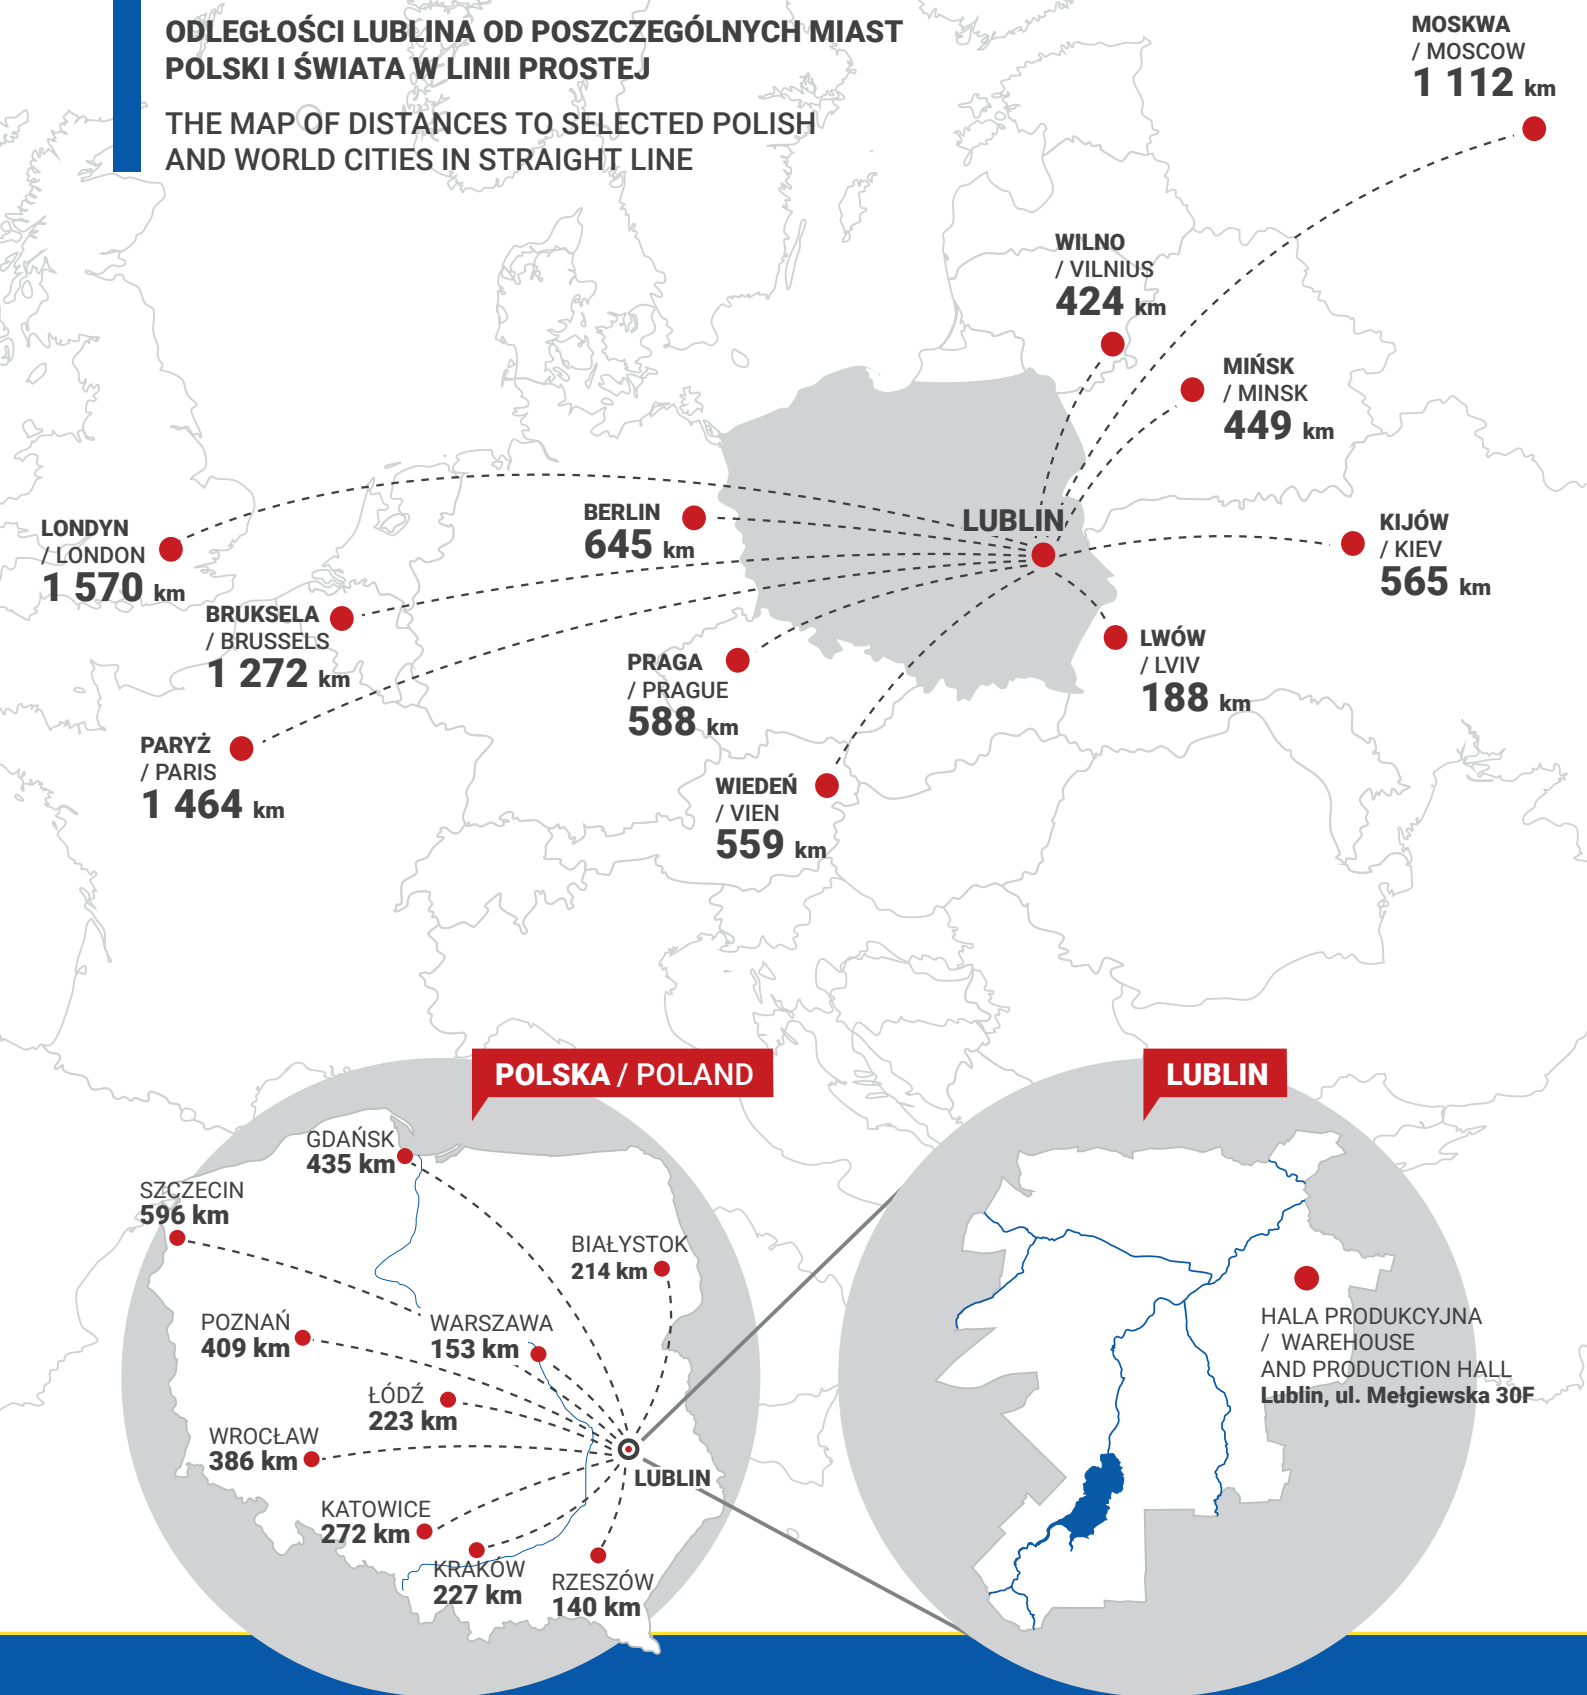 ODLEGŁOŚCI LUBLINA OD POSZCZEGÓLNYCH MIAST
POLSKI I ŚWIATA W LINII PROSTEJ
THE MAP OF DISTANCES TO SELECTED POLISH
AND WORLD CITIES IN STRAIGHT LINE
MOSKWA
/ MOSCOW
1 112 km
WILNO
/ VILNIUS
424 km
MIŃSK
/ MINSK
449 km
LONDYN
/ LONDON
1 570 km
BERLIN
645 km
LUBLIN
KIJÓW
/ KIEV
565 km
BRUKSELA
/ BRUSSELS
1 272 km
PRAGA
/ PRAGUE
588 km
LWÓW
/ LVIV
188 km
PARYŻ
/ PARIS
1 464 km
WIEDEŃ
/ VIEN
559 km
POLSKA / POLAND
GDAŃSK
435 km
SZCZECIN
596 km
BIAŁYSTOK
214 km
POZNAŃ
409 km
WARSZAWA
153 km
ŁÓDŹ
223 km
WROCŁAW
386 km
LUBLIN
KATOWICE
272 km
KRAKÓW
227 km
RZESZÓW
140 km
LUBLIN
HALA PRODUKCYJNA
/ WAREHOUSE
AND PRODUCTION HALL
Lublin, ul. Mełgiewska 30F